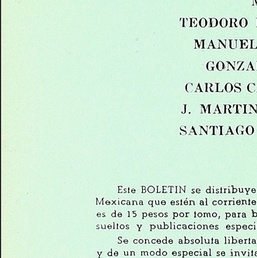 TEODORO
MANUEL
GONZA
CARLOS C
J. MARTIN
SANTIAGO
Este BOLETIN se distribuye
Mexicana que estén al corriente
es de 15 pesos por tomo, para b
sueltos y publicaciones especi
Se concede absoluta liberta
y de un modo especial se invita